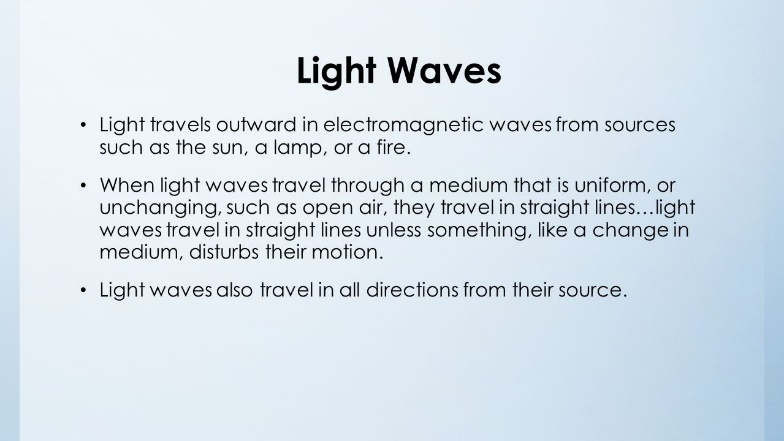 Light Waves
• Light travels outward in electromagnetic waves from sources
such as the sun, a lamp, or a fire.
• When light waves travel through a medium that is uniform, or
unchanging, such as open air, they travel in straight lines…light
waves travel in straight lines unless something, like a change in
medium, disturbs their motion.
• Light waves also travel in all directions from their source.